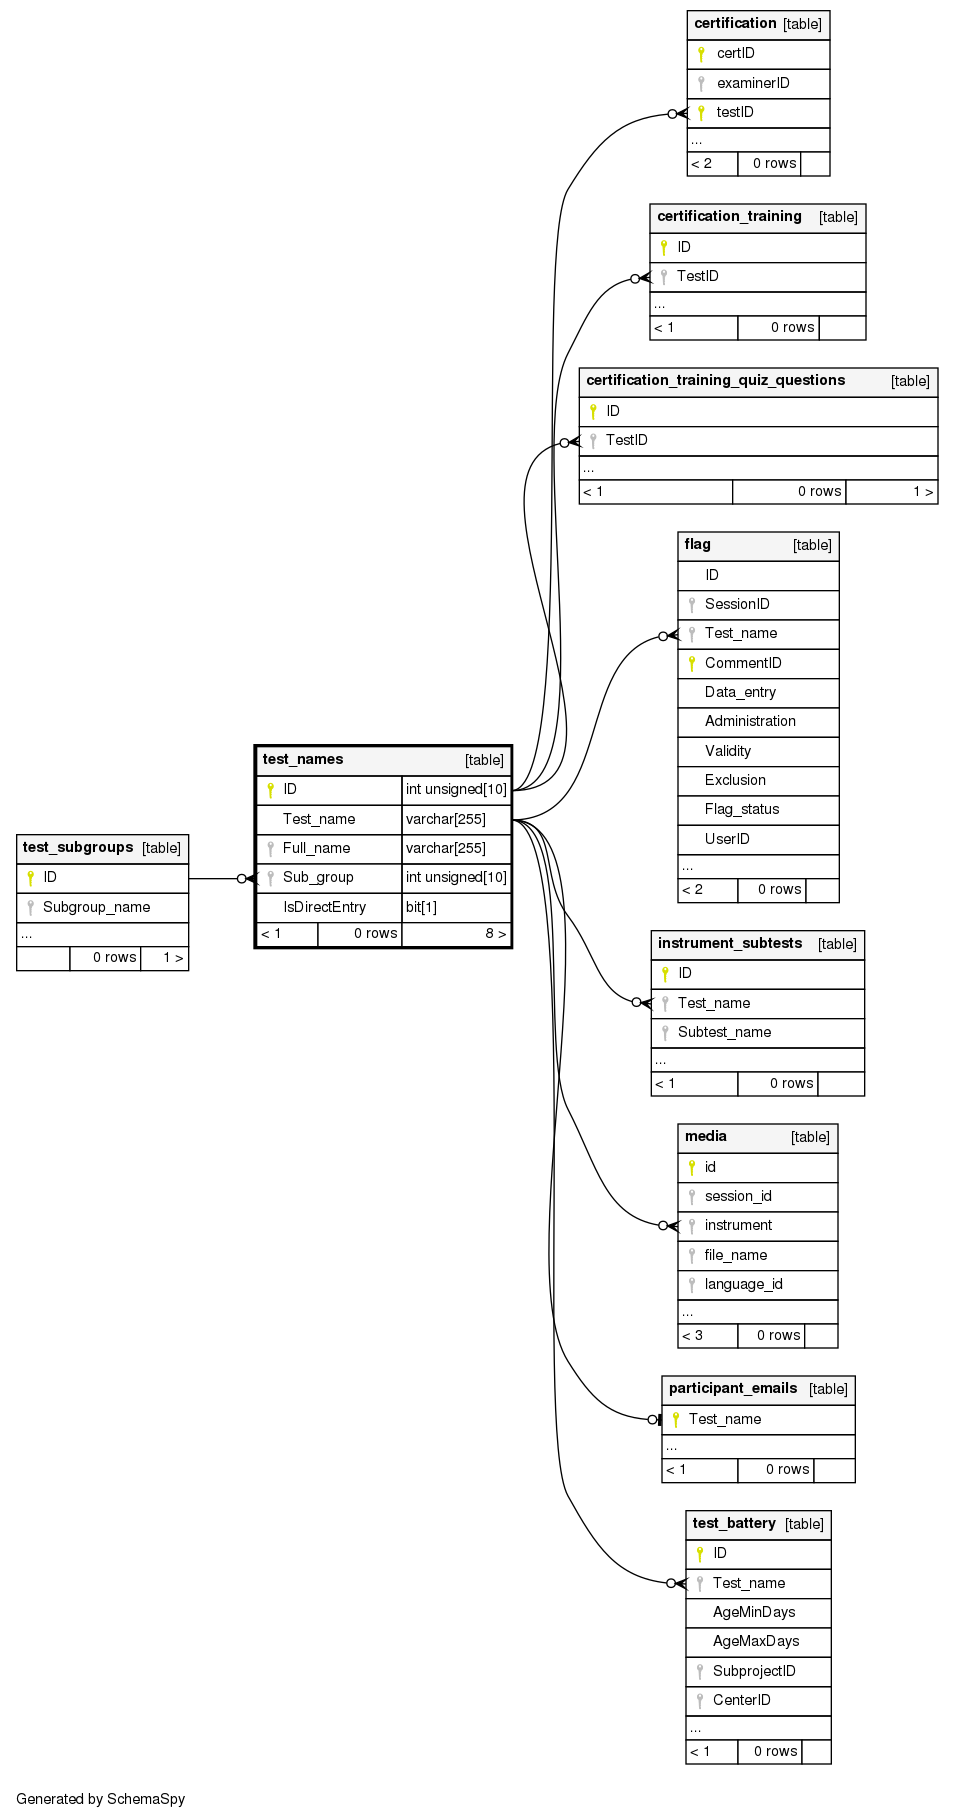 certification [table]
certID
examinerID
testID
...
< 2 0 rows
certification_training [table]
ID
TestID
...
< 1 0 rows
certification_training_quiz_questions [table]
ID
TestID
...
< 1 0 rows 1 >
flag [table]
ID
SessionID
Test_name
CommentID
Data_entry
Administration
Validity
Exclusion
Flag_status
UserID
...
< 2 0 rows
test_names [table]
ID int unsigned[10]
Test_name varchar[255]
Full_name varchar[255]
Sub_group int unsigned[10]
IsDirectEntry bit[1]
< 1 0 rows 8 >
test_subgroups [table]
ID
Subgroup_name
...
0 rows 1 >
instrument_subtests [table]
ID
Test_name
Subtest_name
...
< 1 0 rows
media [table]
id
session_id
instrument
file_name
language_id
...
< 3 0 rows
participant_emails [table]
Test_name
...
< 1 0 rows
test_battery [table]
ID
Test_name
AgeMinDays
AgeMaxDays
SubprojectID
CenterID
...
< 1 0 rows
Generated by SchemaSpy